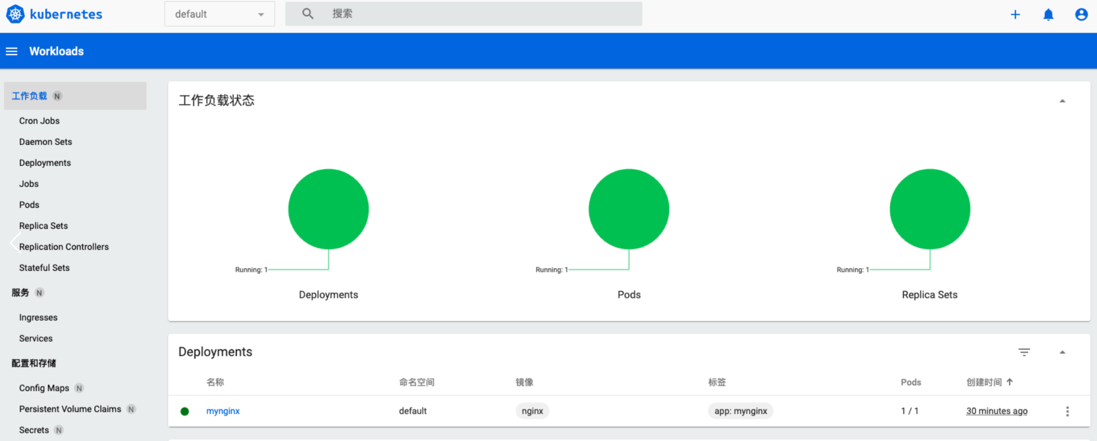 kubernetes
default
搜索
Workloads
工作负载 N
Cron Jobs
Daemon Sets
Deployments
Jobs
Pods
Replica Sets
Replication Controllers
Stateful Sets
服务 N
Ingresses
Services
配置和存储
Config Maps N
Persistent Volume Claims N
Secrets N
工作负载状态
Running: 1
Deployments
Running: 1
Pods
Running: 1
Replica Sets
Deployments
名称 命名空间 镜像 标签 Pods 创建时间
mynginx default nginx app: mynginx 1 / 1 30 minutes ago